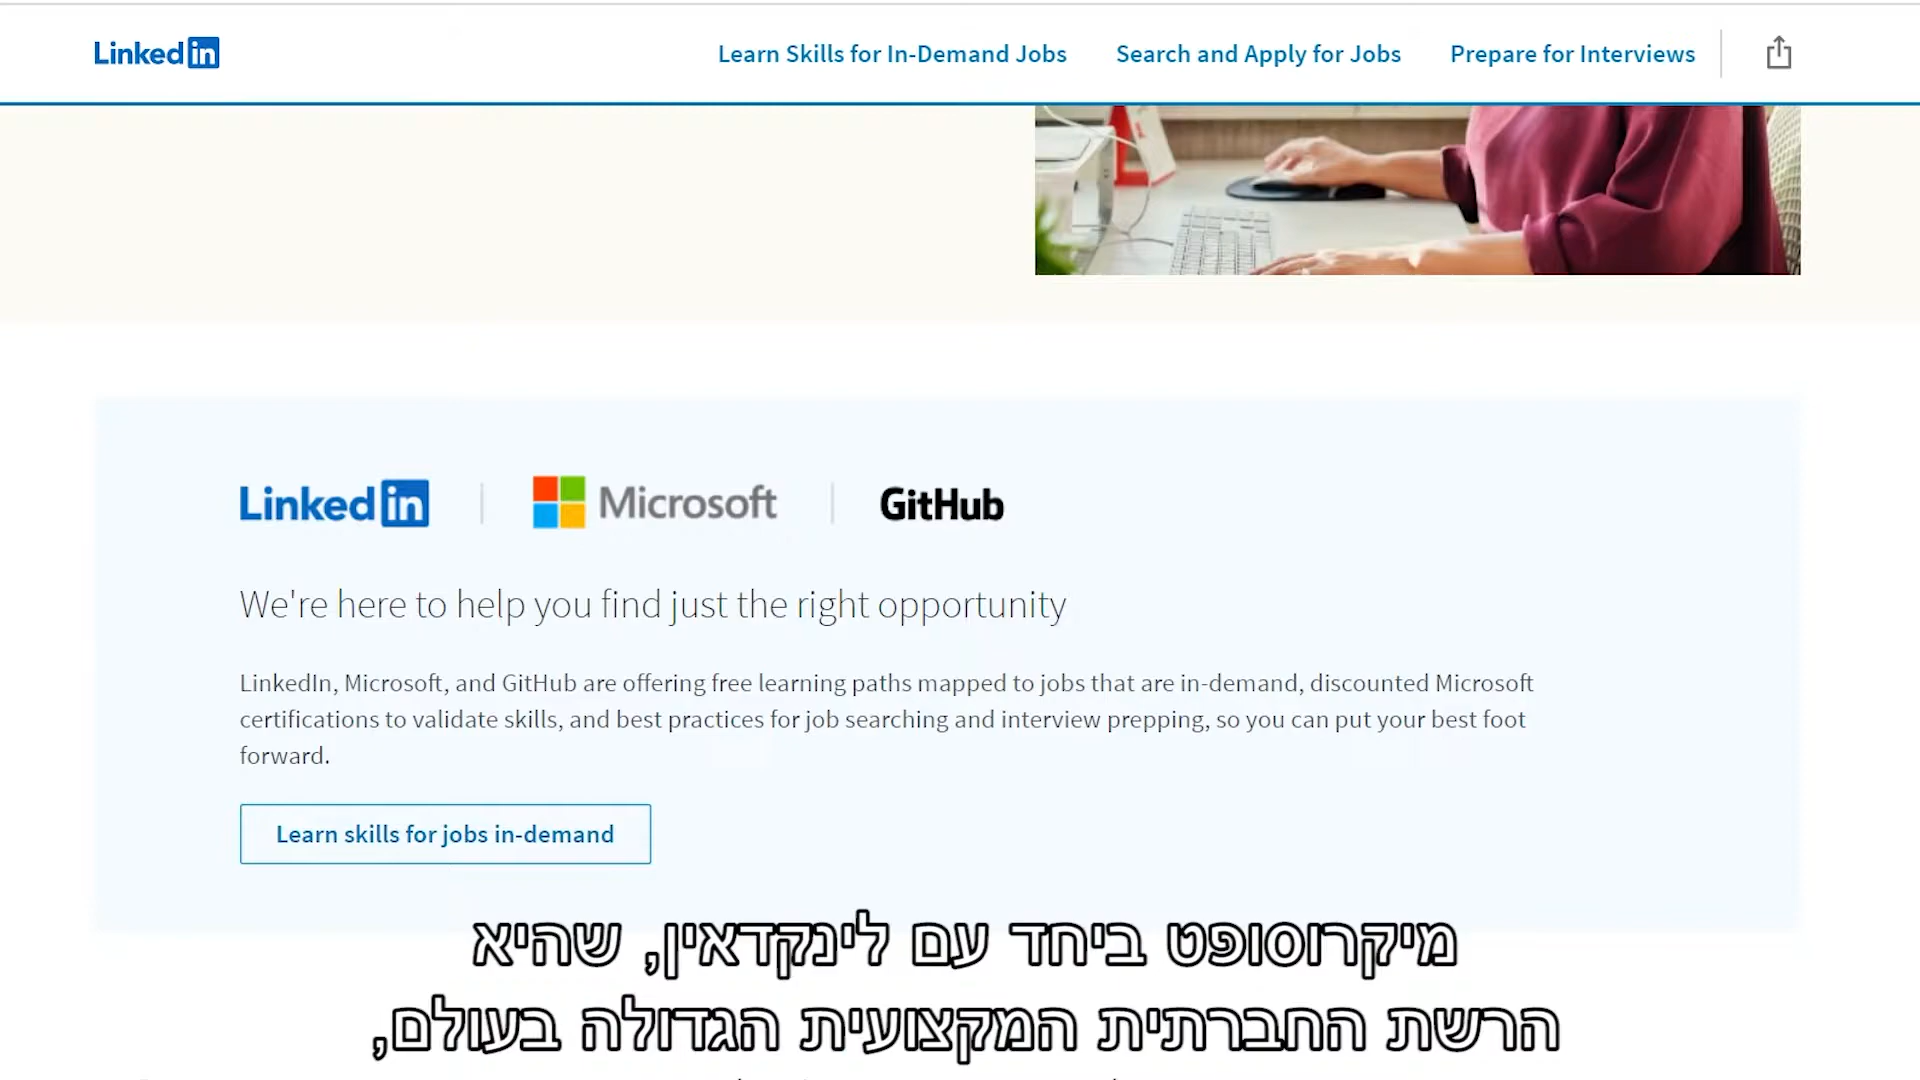 LinkedIn
Learn Skills for In-Demand Jobs
Search and Apply for Jobs
Prepare for Interviews
LinkedIn | Microsoft | GitHub
We're here to help you find just the right opportunity
LinkedIn, Microsoft, and GitHub are offering free learning paths mapped to jobs that are in-demand, discounted Microsoft
certifications to validate skills, and best practices for job searching and interview prepping, so you can put your best foot
forward.
Learn skills for jobs in-demand
מיקרוסופט ביחד עם לינקדאין, שהיא
הרשת החברתית המקצועית הגדולה בעולם,